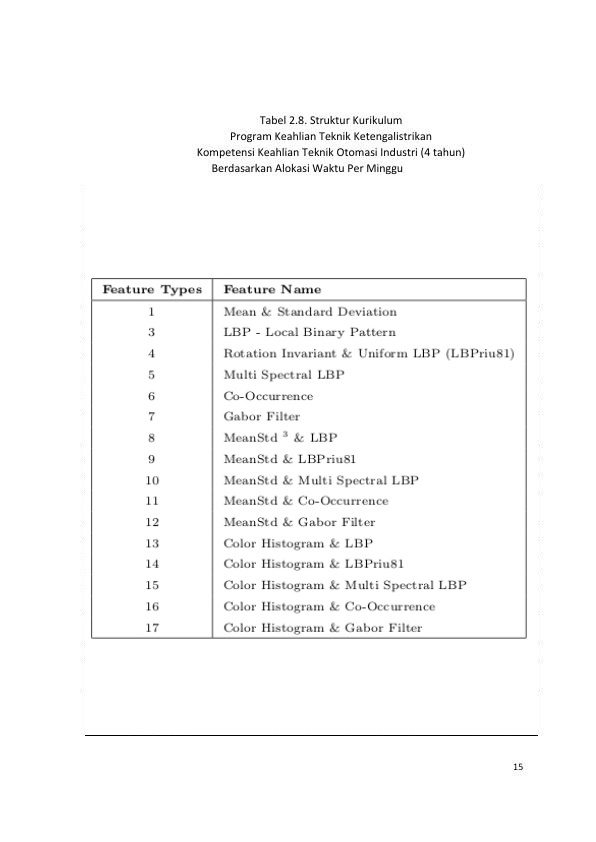 Tabel 2.8. Struktur Kurikulum
Program Keahlian Teknik Ketengalistrikan
Kompetensi Keahlian Teknik Otomasi Industri (4 tahun)
Berdasarkan Alokasi Waktu Per Minggu
Feature Types Feature Name
1 Mean & Standard Deviation
3 LBP - Local Binary Pattern
4 Rotation Invariant & Uniform LBP (LBPriu81)
5 Multi Spectral LBP
6 Co-Occurrence
7 Gabor Filter
8 MeanStd ³ & LBP
9 MeanStd & LBPriu81
10 MeanStd & Multi Spectral LBP
11 MeanStd & Co-Occurrence
12 MeanStd & Gabor Filter
13 Color Histogram & LBP
14 Color Histogram & LBPriu81
15 Color Histogram & Multi Spectral LBP
16 Color Histogram & Co-Occurrence
17 Color Histogram & Gabor Filter
15